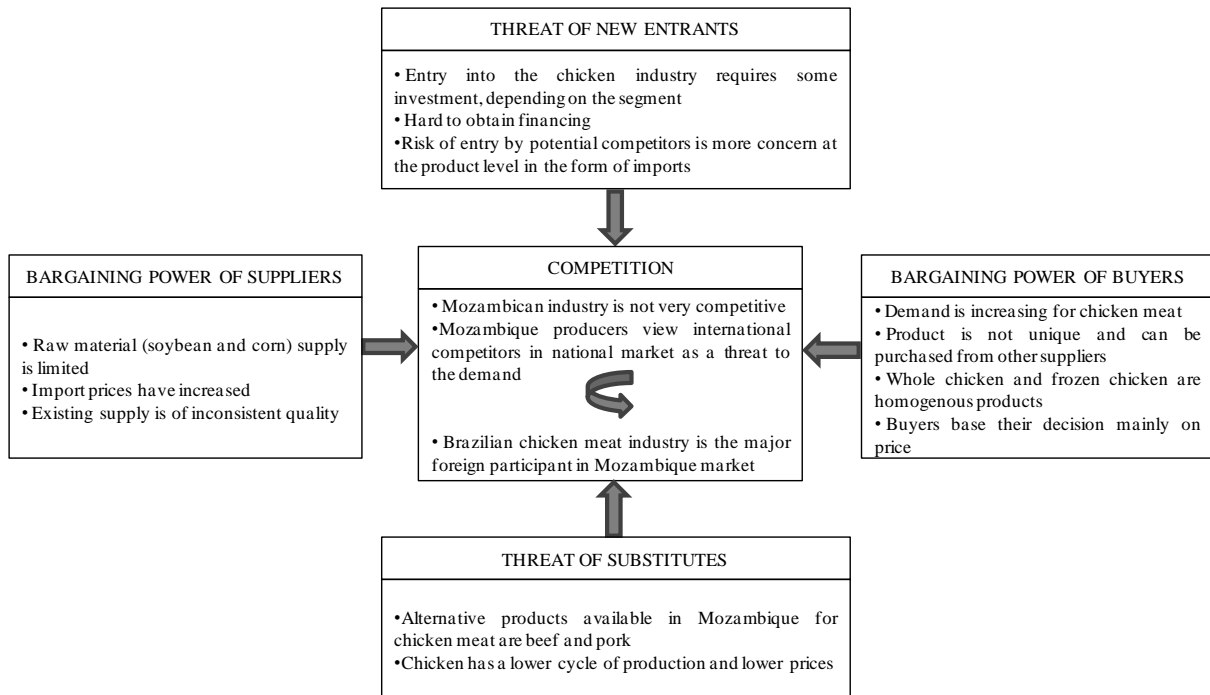 THREAT OF NEW ENTRANTS
• Entry into the chicken industry requires some
investment, depending on the segment
• Hard to obtain financing
•Risk of entry by potential competitors is more concern at
the product level in the form of imports
BARGAINING POWER OF SUPPLIERS
• Raw material (soybean and corn) supply
is limited
• Import prices have increased
• Existing supply is of inconsistent quality
COMPETITION
• Mozambican industry is not very competitive
•Mozambique producers view international
competitors in national market as a threat to
the demand
• Brazilian chicken meat industry is the major
foreign participant in Mozambique market
BARGAINING POWER OF BUYERS
• Demand is increasing for chicken meat
• Product is not unique and can be
purchased from other suppliers
• Whole chicken and frozen chicken are
homogenous products
• Buyers base their decision mainly on
price
THREAT OF SUBSTITUTES
•Alternative products available in Mozambique for
chicken meat are beef and pork
•Chicken has a lower cycle of production and lower prices